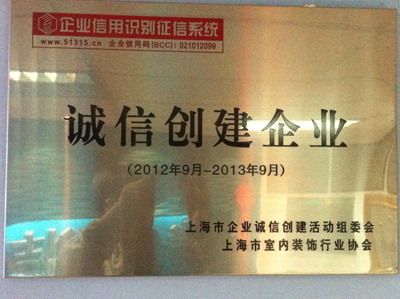 企业信用识别征信系统
www.51315.cn 企业信用码(BCC): 021012099
诚信创建企业
(2012年9月-2013年9月)
上海市企业诚信创建活动组委会
上海市室内装饰行业协会